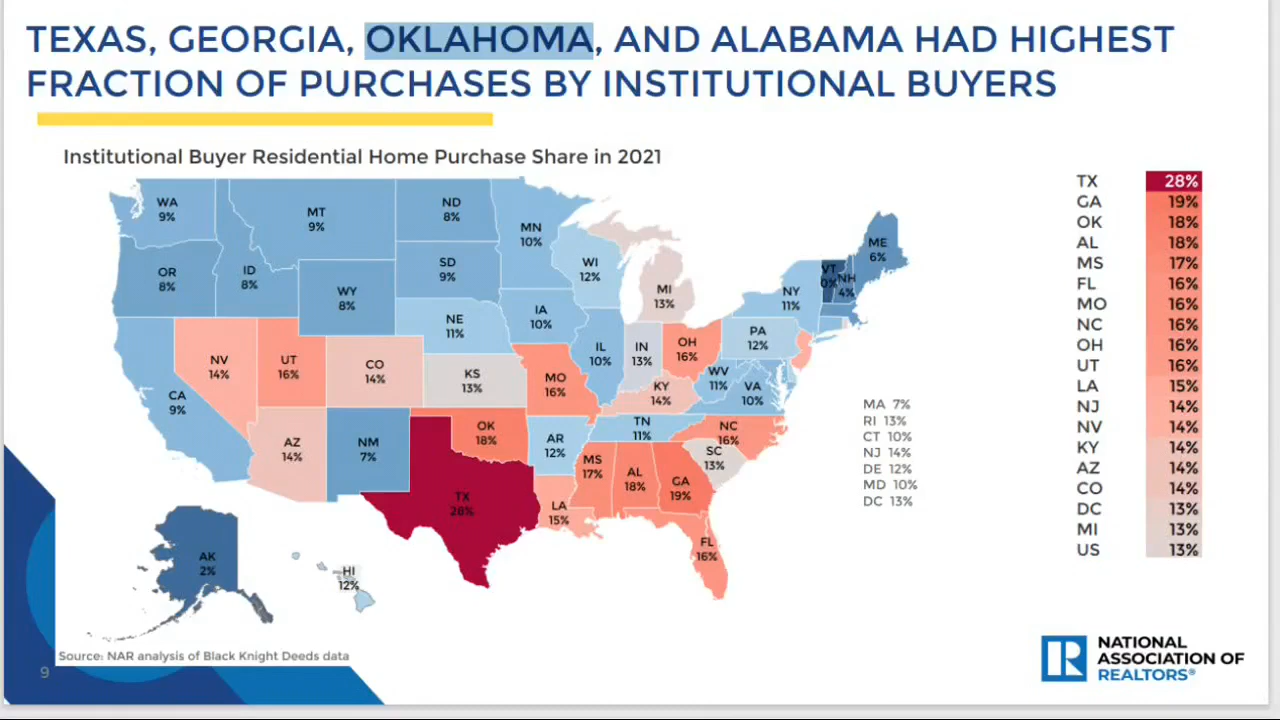 TEXAS, GEORGIA, OKLAHOMA, AND ALABAMA HAD HIGHEST
FRACTION OF PURCHASES BY INSTITUTIONAL BUYERS
Institutional Buyer Residential Home Purchase Share in 2021
WA
9%
MT
9%
ND
8%
MN
10%
OR
8%
ID
8%
WY
8%
SD
9%
WI
12%
MI
13%
NY
11%
VT
0%
NH
4%
ME
6%
NE
11%
IA
10%
IL
10%
IN
13%
OH
16%
PA
12%
NV
14%
UT
16%
CO
14%
KS
13%
MO
16%
KY
14%
WV
11%
VA
10%
CA
9%
AZ
14%
NM
7%
OK
18%
AR
12%
TN
11%
NC
16%
SC
13%
MS
17%
AL
18%
GA
19%
TX
28%
LA
15%
FL
16%
AK
2%
HI
12%
MA 7%
RI 13%
CT 10%
NJ 14%
DE 12%
MD 10%
DC 13%
TX 28%
GA 19%
OK 18%
AL 18%
MS 17%
FL 16%
MO 16%
NC 16%
OH 16%
UT 16%
LA 15%
NJ 14%
NV 14%
KY 14%
AZ 14%
CO 14%
DC 13%
MI 13%
US 13%
Source: NAR analysis of Black Knight Deeds data
9
R
NATIONAL
ASSOCIATION OF
REALTORS®